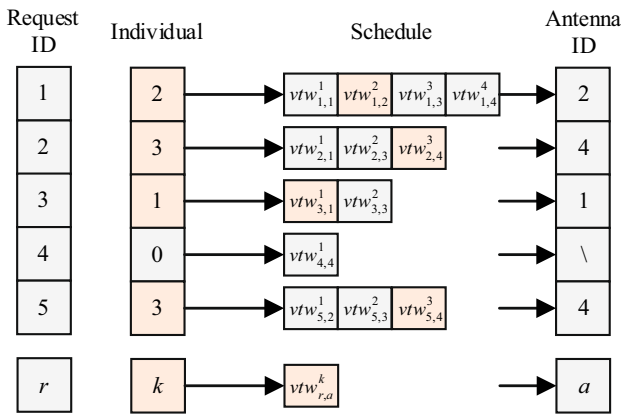 Request ID Individual Schedule Antenna ID
1 2 vtw^1_{1,1} vtw^2_{1,2} vtw^3_{1,3} vtw^4_{1,4} 2
2 3 vtw^1_{2,1} vtw^2_{2,3} vtw^3_{2,4} 4
3 1 vtw^1_{3,1} vtw^2_{3,3} 1
4 0 vtw^1_{4,4} \
5 3 vtw^1_{5,2} vtw^2_{5,3} vtw^3_{5,4} 4
r k vtw^k_{r,a} a